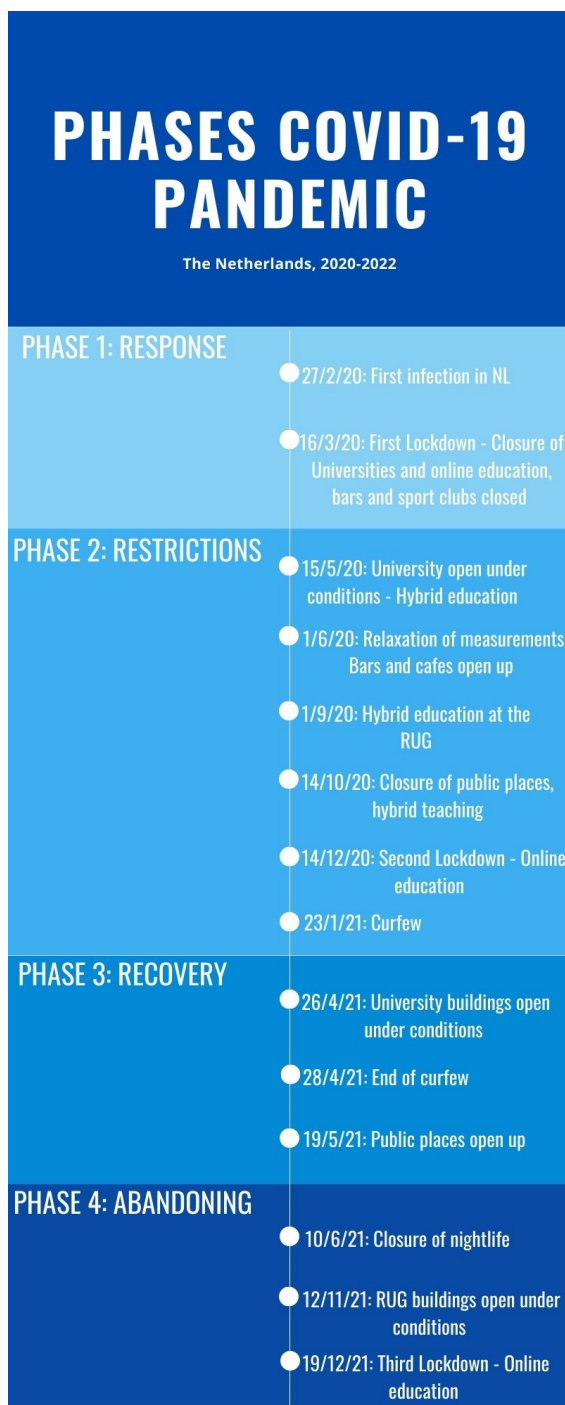 PHASES COVID-19
PANDEMIC
The Netherlands, 2020-2022
PHASE 1: RESPONSE
27/2/20: First infection in NL
16/3/20: First Lockdown - Closure of
Universities and online education,
bars and sport clubs closed
PHASE 2: RESTRICTIONS
15/5/20: University open under
conditions - Hybrid education
1/6/20: Relaxation of measurements
Bars and cafes open up
1/9/20: Hybrid education at the
RUG
14/10/20: Closure of public places,
hybrid teaching
14/12/20: Second Lockdown - Online
education
23/1/21: Curfew
PHASE 3: RECOVERY
26/4/21: University buildings open
under conditions
28/4/21: End of curfew
19/5/21: Public places open up
PHASE 4: ABANDONING
10/6/21: Closure of nightlife
12/11/21: RUG buildings open under
conditions
19/12/21: Third Lockdown - Online
education